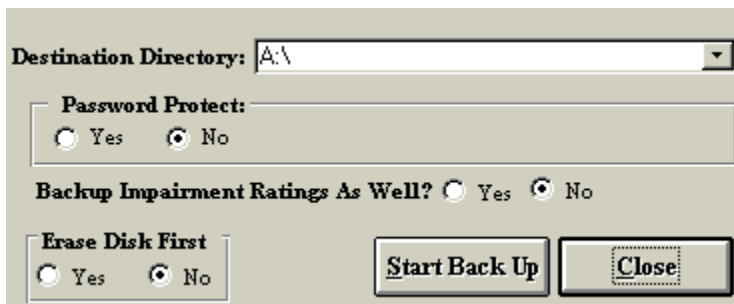 Destination Directory: A:\
Password Protect:
Yes No
Backup Impairment Ratings As Well? Yes No
Erase Disk First
Yes No
Start Back Up Close